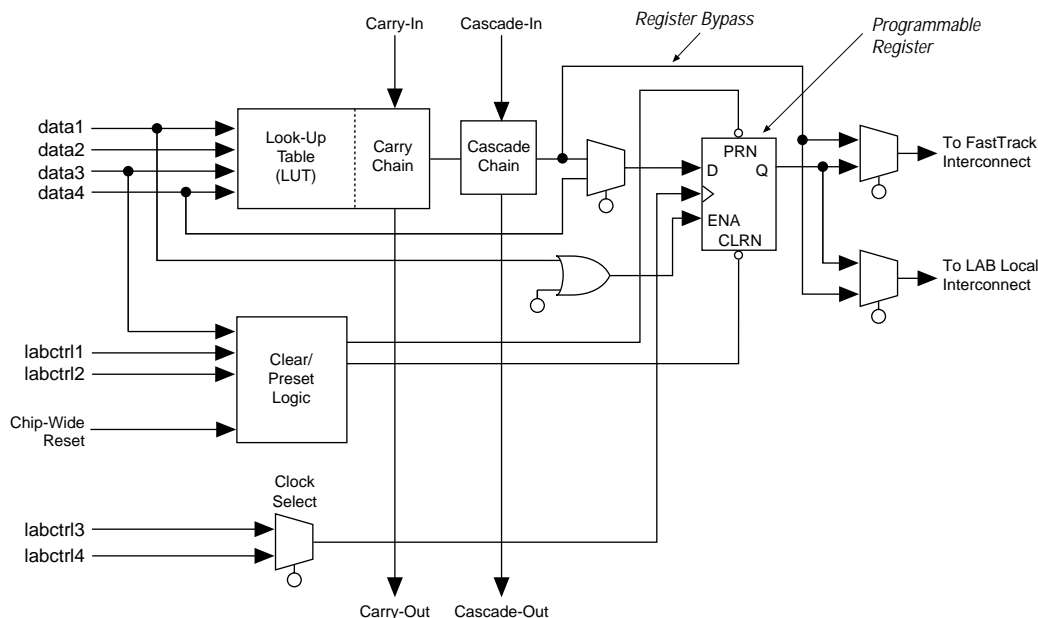 Carry-In
Cascade-In
Register Bypass
Programmable
Register
data1
data2
data3
data4
Look-Up
Table
(LUT)
Carry
Chain
Cascade
Chain
PRN
D
Q
ENA
CLRN
To FastTrack
Interconnect
To LAB Local
Interconnect
labctrl1
labctrl2
Clear/
Preset
Logic
Chip-Wide
Reset
Clock
Select
labctrl3
labctrl4
Carry-Out
Cascade-Out